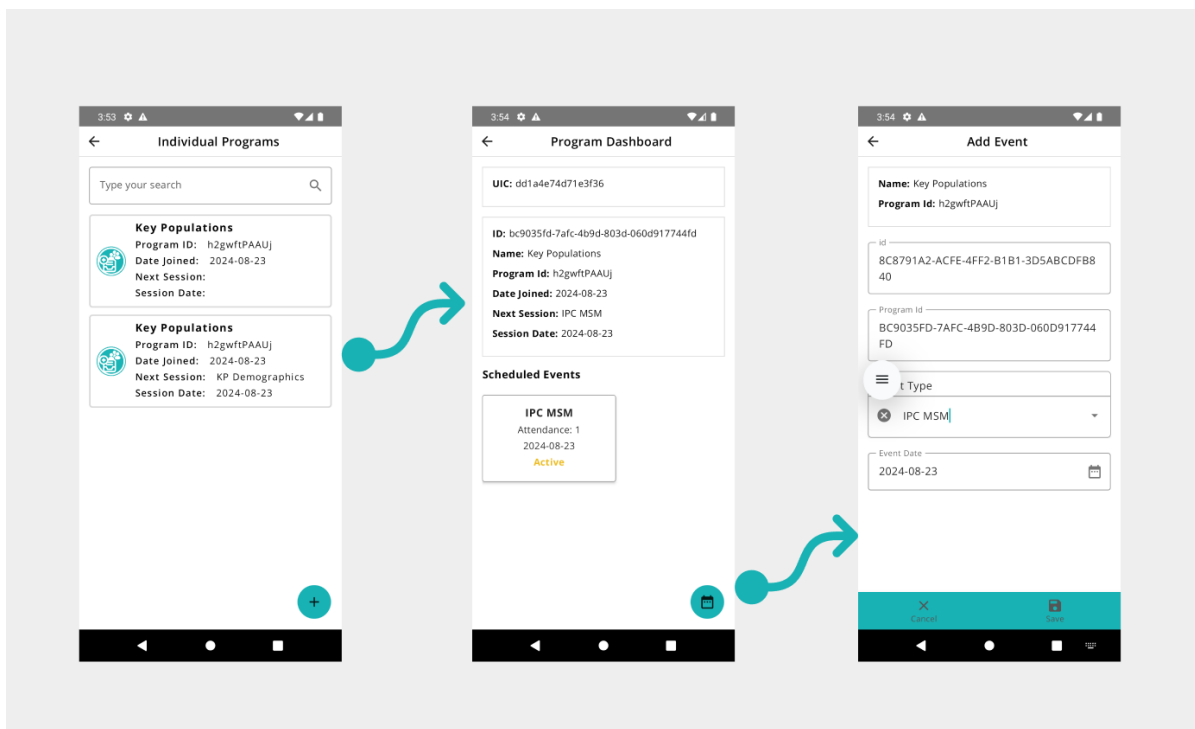 3:53
Individual Programs
Type your search
Key Populations
Program ID: h2gwftPAAUj
Date Joined: 2024-08-23
Next Session:
Session Date:
Key Populations
Program ID: h2gwftPAAUj
Date Joined: 2024-08-23
Next Session: KP Demographics
Session Date: 2024-08-23
3:54
Program Dashboard
UIC: dd1a4e74d71e3f36
ID: bc9035fd-7afc-4b9d-803d-060d917744fd
Name: Key Populations
Program Id: h2gwftPAAUj
Date Joined: 2024-08-23
Next Session: IPC MSM
Session Date: 2024-08-23
Scheduled Events
IPC MSM
Attendance: 1
2024-08-23
Active
3:54
Add Event
Name: Key Populations
Program Id: h2gwftPAAUj
id
8C8791A2-ACFE-4FF2-B1B1-3D5ABCDFB8
40
Program Id
BC9035FD-7AFC-4B9D-803D-060D917744
FD
t Type
IPC MSM
Event Date
2024-08-23
Cancel
Save